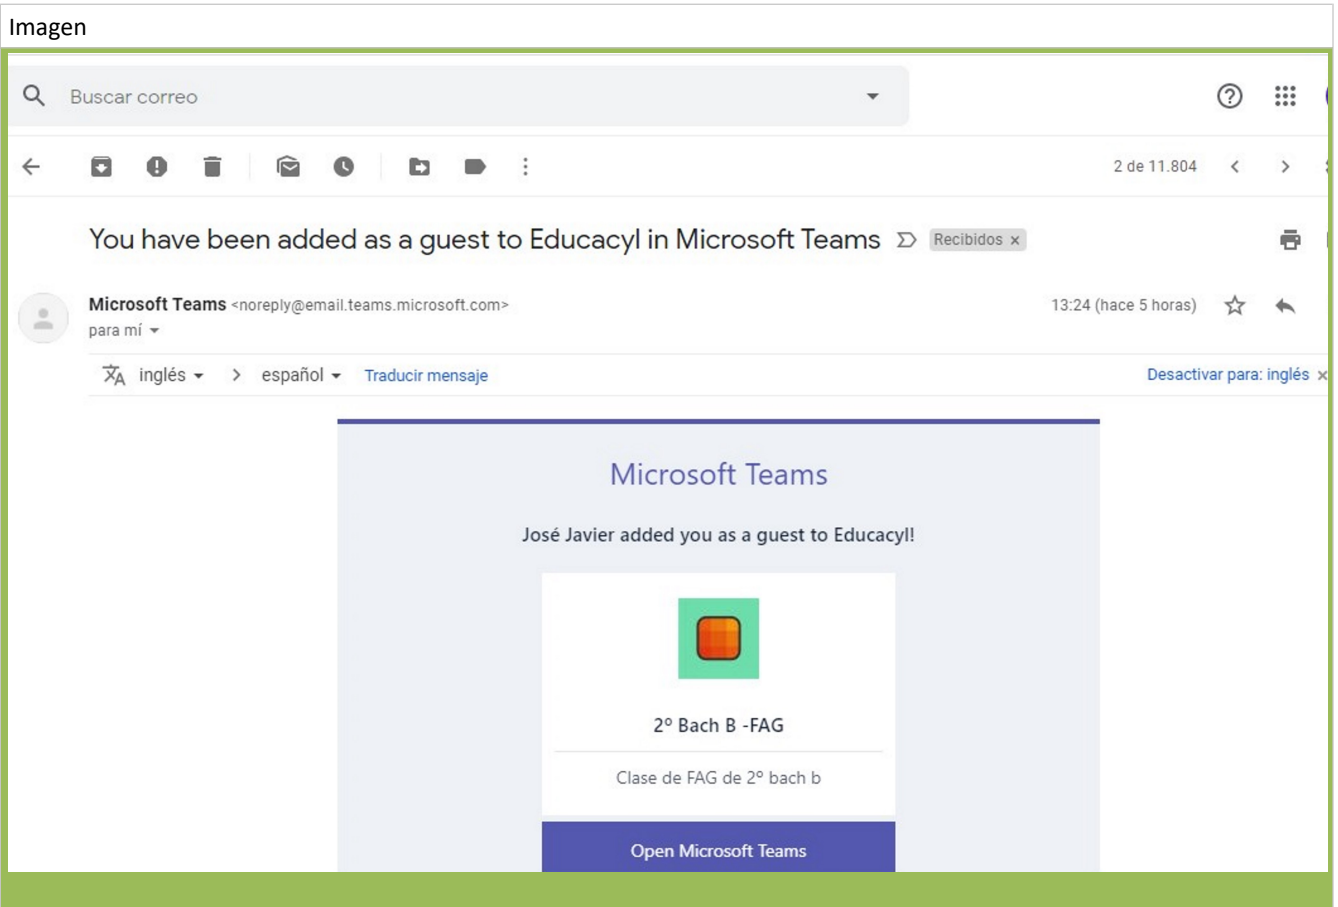 Imagen
Buscar correo
2 de 11.804
You have been added as a guest to Educacyl in Microsoft Teams Recibidos x
Microsoft Teams <noreply@email.teams.microsoft.com> 13:24 (hace 5 horas)
para mí
inglés > español Traducir mensaje Desactivar para: inglés x
Microsoft Teams
José Javier added you as a guest to Educacyl!
2º Bach B -FAG
Clase de FAG de 2º bach b
Open Microsoft Teams